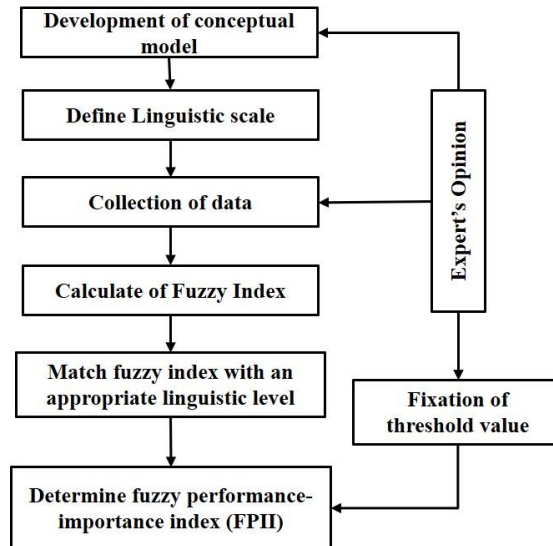 Development of conceptual
model
Define Linguistic scale
Collection of data
Expert's Opinion
Calculate of Fuzzy Index
Match fuzzy index with an
appropriate linguistic level
Fixation of
threshold value
Determine fuzzy performance-
importance index (FPII)